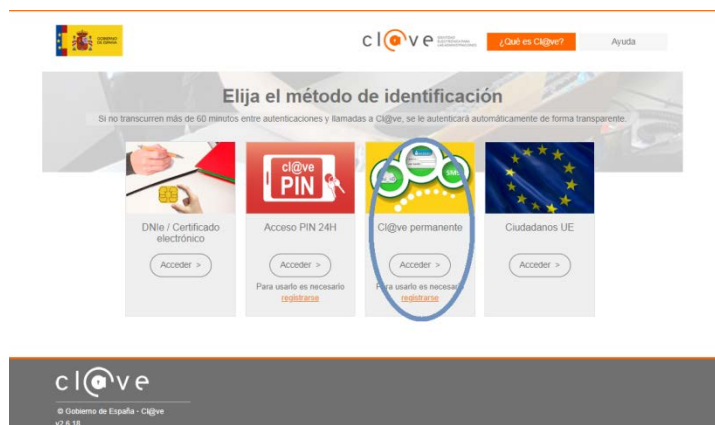 GOBIERNO
DE ESPAÑA
cl@ve
¿Qué es Cl@ve?
Ayuda
Elija el método de identificación
Si no transcurren más de 60 minutos entre autenticaciones y llamadas a Cl@ve, se le autenticará automáticamente de forma transparente.
cl@ve
PIN
SMS
DNIe / Certificado
electrónico
Acceder >
Acceso PIN 24H
Acceder >
Para usarlo es necesario
registrarse
Cl@ve permanente
Acceder >
Para usarlo es necesario
registrarse
Ciudadanos UE
Acceder >
cl@ve
© Gobierno de España - Cl@ve
v2.6.18